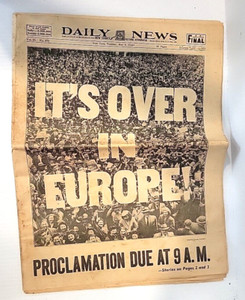 DAILY NEWS
FINAL
IT'S OVER
IN
EUROPE!
PROCLAMATION DUE AT 9 A.M.
—Stories on Pages 2 and 3